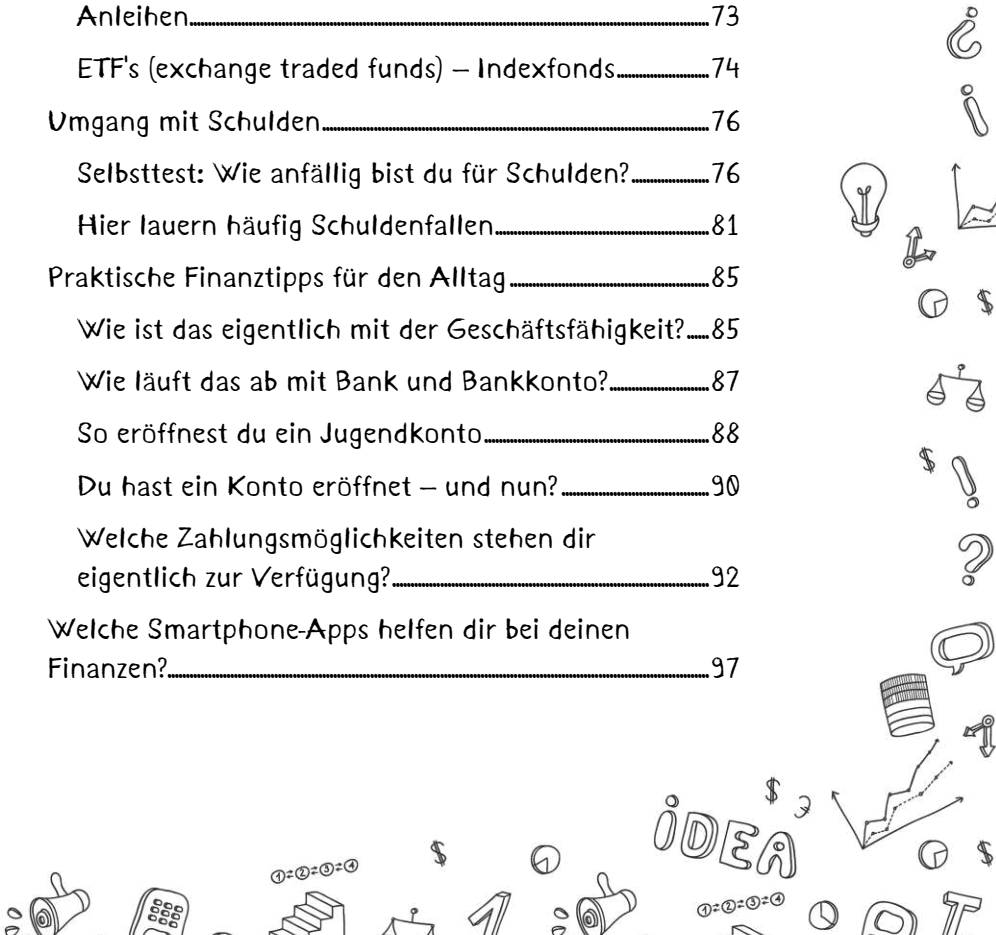 Anleihen 73
ETF's (exchange traded funds) – Indexfonds 74
Umgang mit Schulden 76
Selbsttest: Wie anfällig bist du für Schulden? 76
Hier lauern häufig Schuldenfallen 81
Praktische Finanztipps für den Alltag 85
Wie ist das eigentlich mit der Geschäftsfähigkeit? 85
Wie läuft das ab mit Bank und Bankkonto? 87
So eröffnest du ein Jugendkonto 88
Du hast ein Konto eröffnet – und nun? 90
Welche Zahlungsmöglichkeiten stehen dir
eigentlich zur Verfügung? 92
Welche Smartphone-Apps helfen dir bei deinen
Finanzen? 97
IDEA